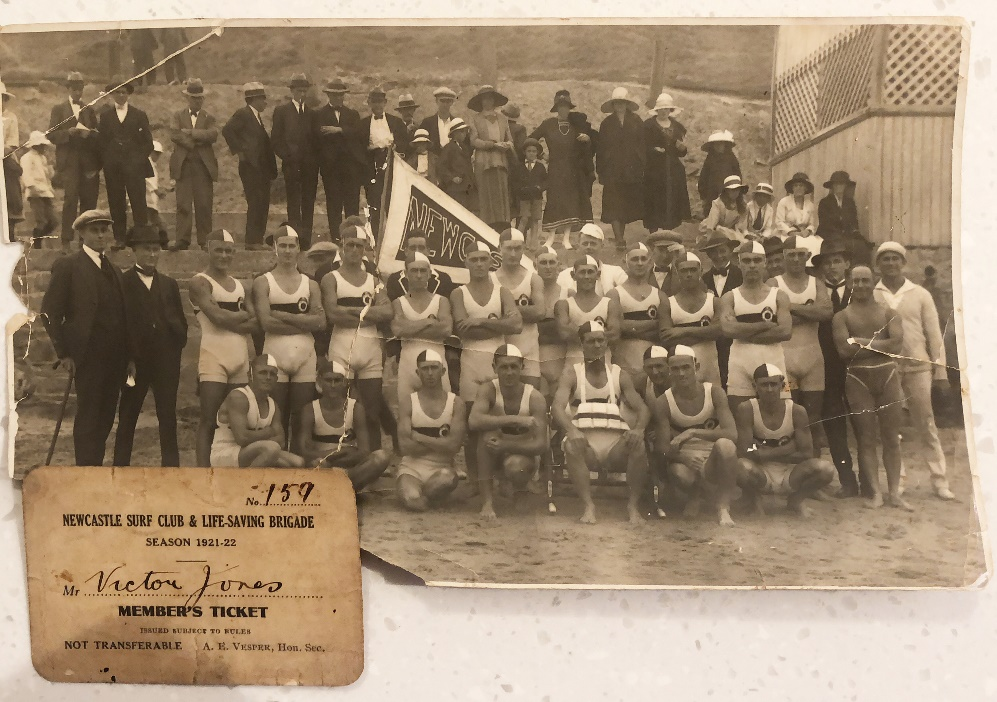 NEWC
No. 159
NEWCASTLE SURF CLUB & LIFE-SAVING BRIGADE
SEASON 1921-22
Mr Victor Jones
MEMBER'S TICKET
ISSUED SUBJECT TO RULES
NOT TRANSFERABLE A. E. VESPER, Hon. Sec.